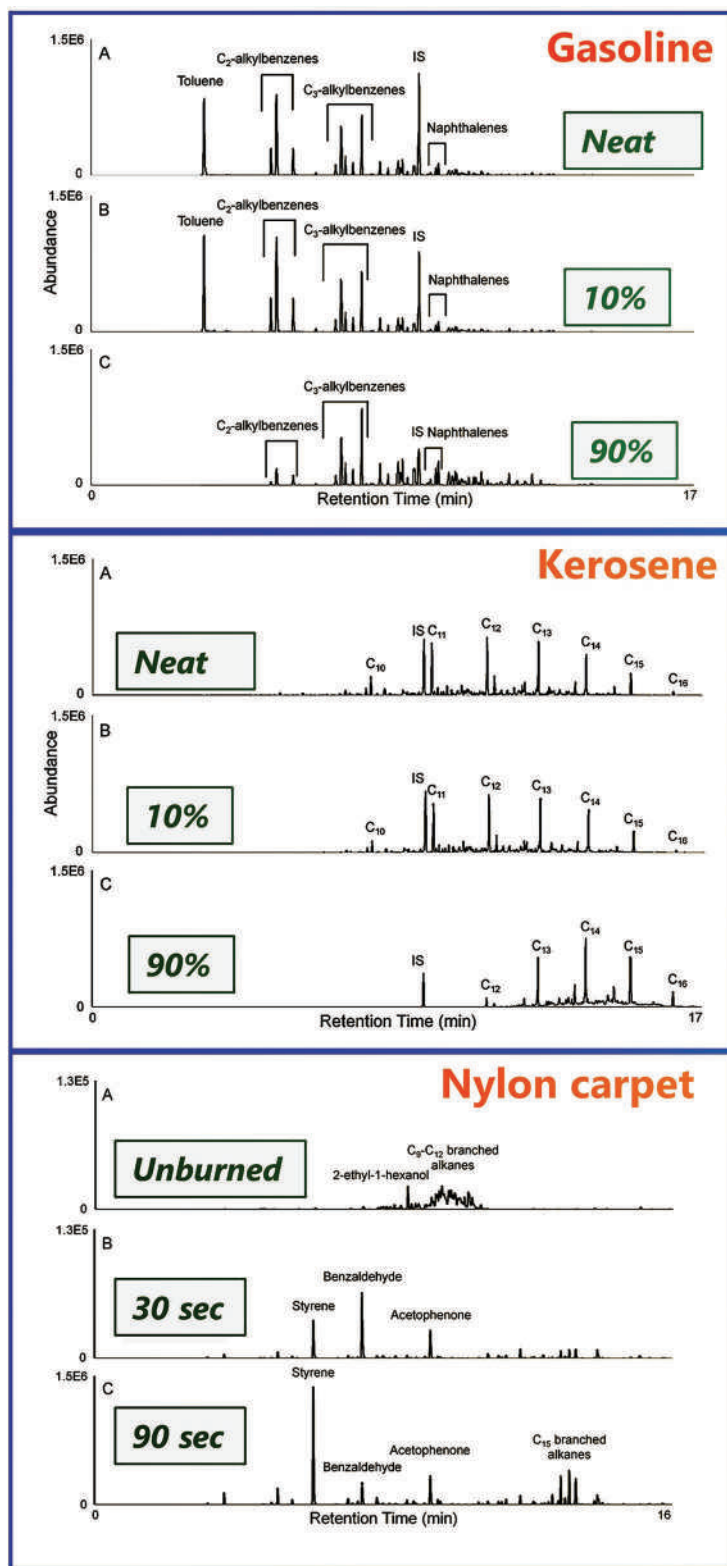 Gasoline
1.5E6
A
Toluene
C2-alkylbenzenes
C3-alkylbenzenes
IS
Naphthalenes
Neat
0
1.5E6
B
Toluene
C2-alkylbenzenes
C3-alkylbenzenes
IS
Naphthalenes
10%
Abundance
0
1.5E6
C
C2-alkylbenzenes
C3-alkylbenzenes
IS Naphthalenes
90%
0
0
Retention Time (min)
17
Kerosene
1.5E6
A
Neat
C10
IS
C11
C12
C13
C14
C15
C16
0
1.5E6
B
10%
Abundance
C10
IS
C11
C12
C13
C14
C15
C16
0
1.5E6
C
90%
IS
C12
C13
C14
C15
C16
0
0
Retention Time (min)
17
Nylon carpet
1.3E5
A
Unburned
2-ethyl-1-hexanol
C9-C12 branched
alkanes
0
1.3E5
B
30 sec
Styrene
Benzaldehyde
Acetophenone
0
1.5E6
C
90 sec
Styrene
Benzaldehyde
Acetophenone
C15 branched
alkanes
0
0
Retention Time (min)
16